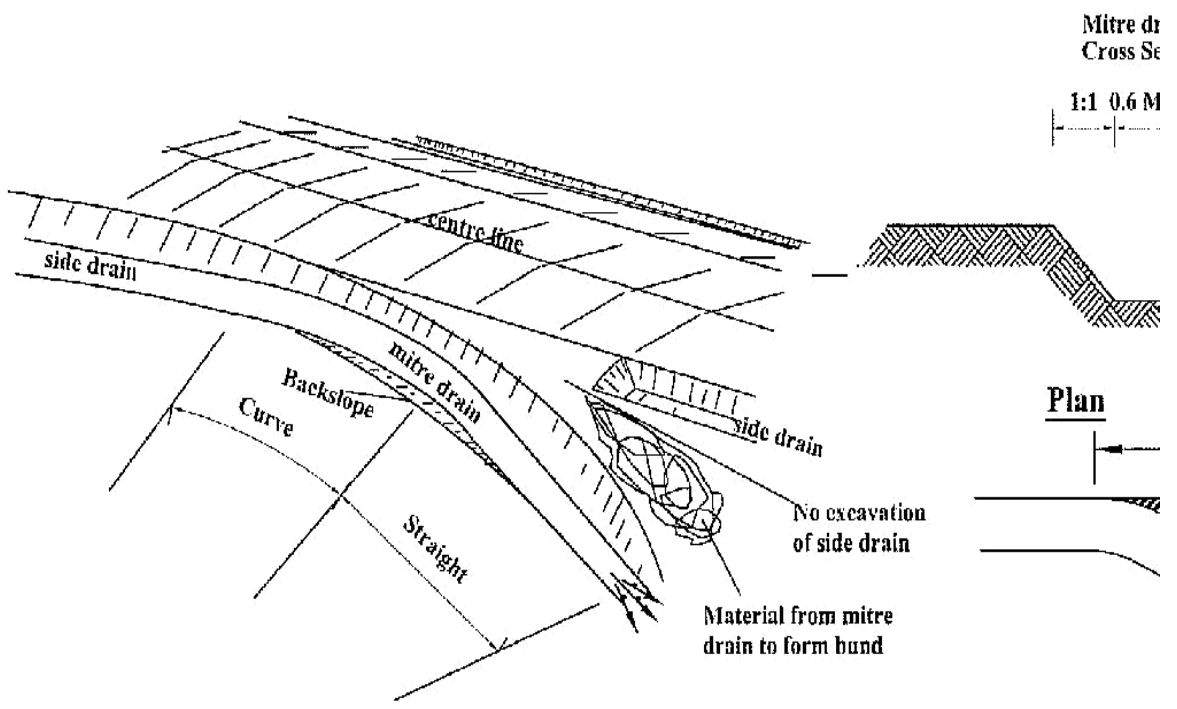 Mitre dr
Cross Se
1:1 0.6 M
centre line
side drain
mitre drain
Backslope
Curve
Straight
side drain
Plan
No excavation
of side drain
Material from mitre
drain to form bund